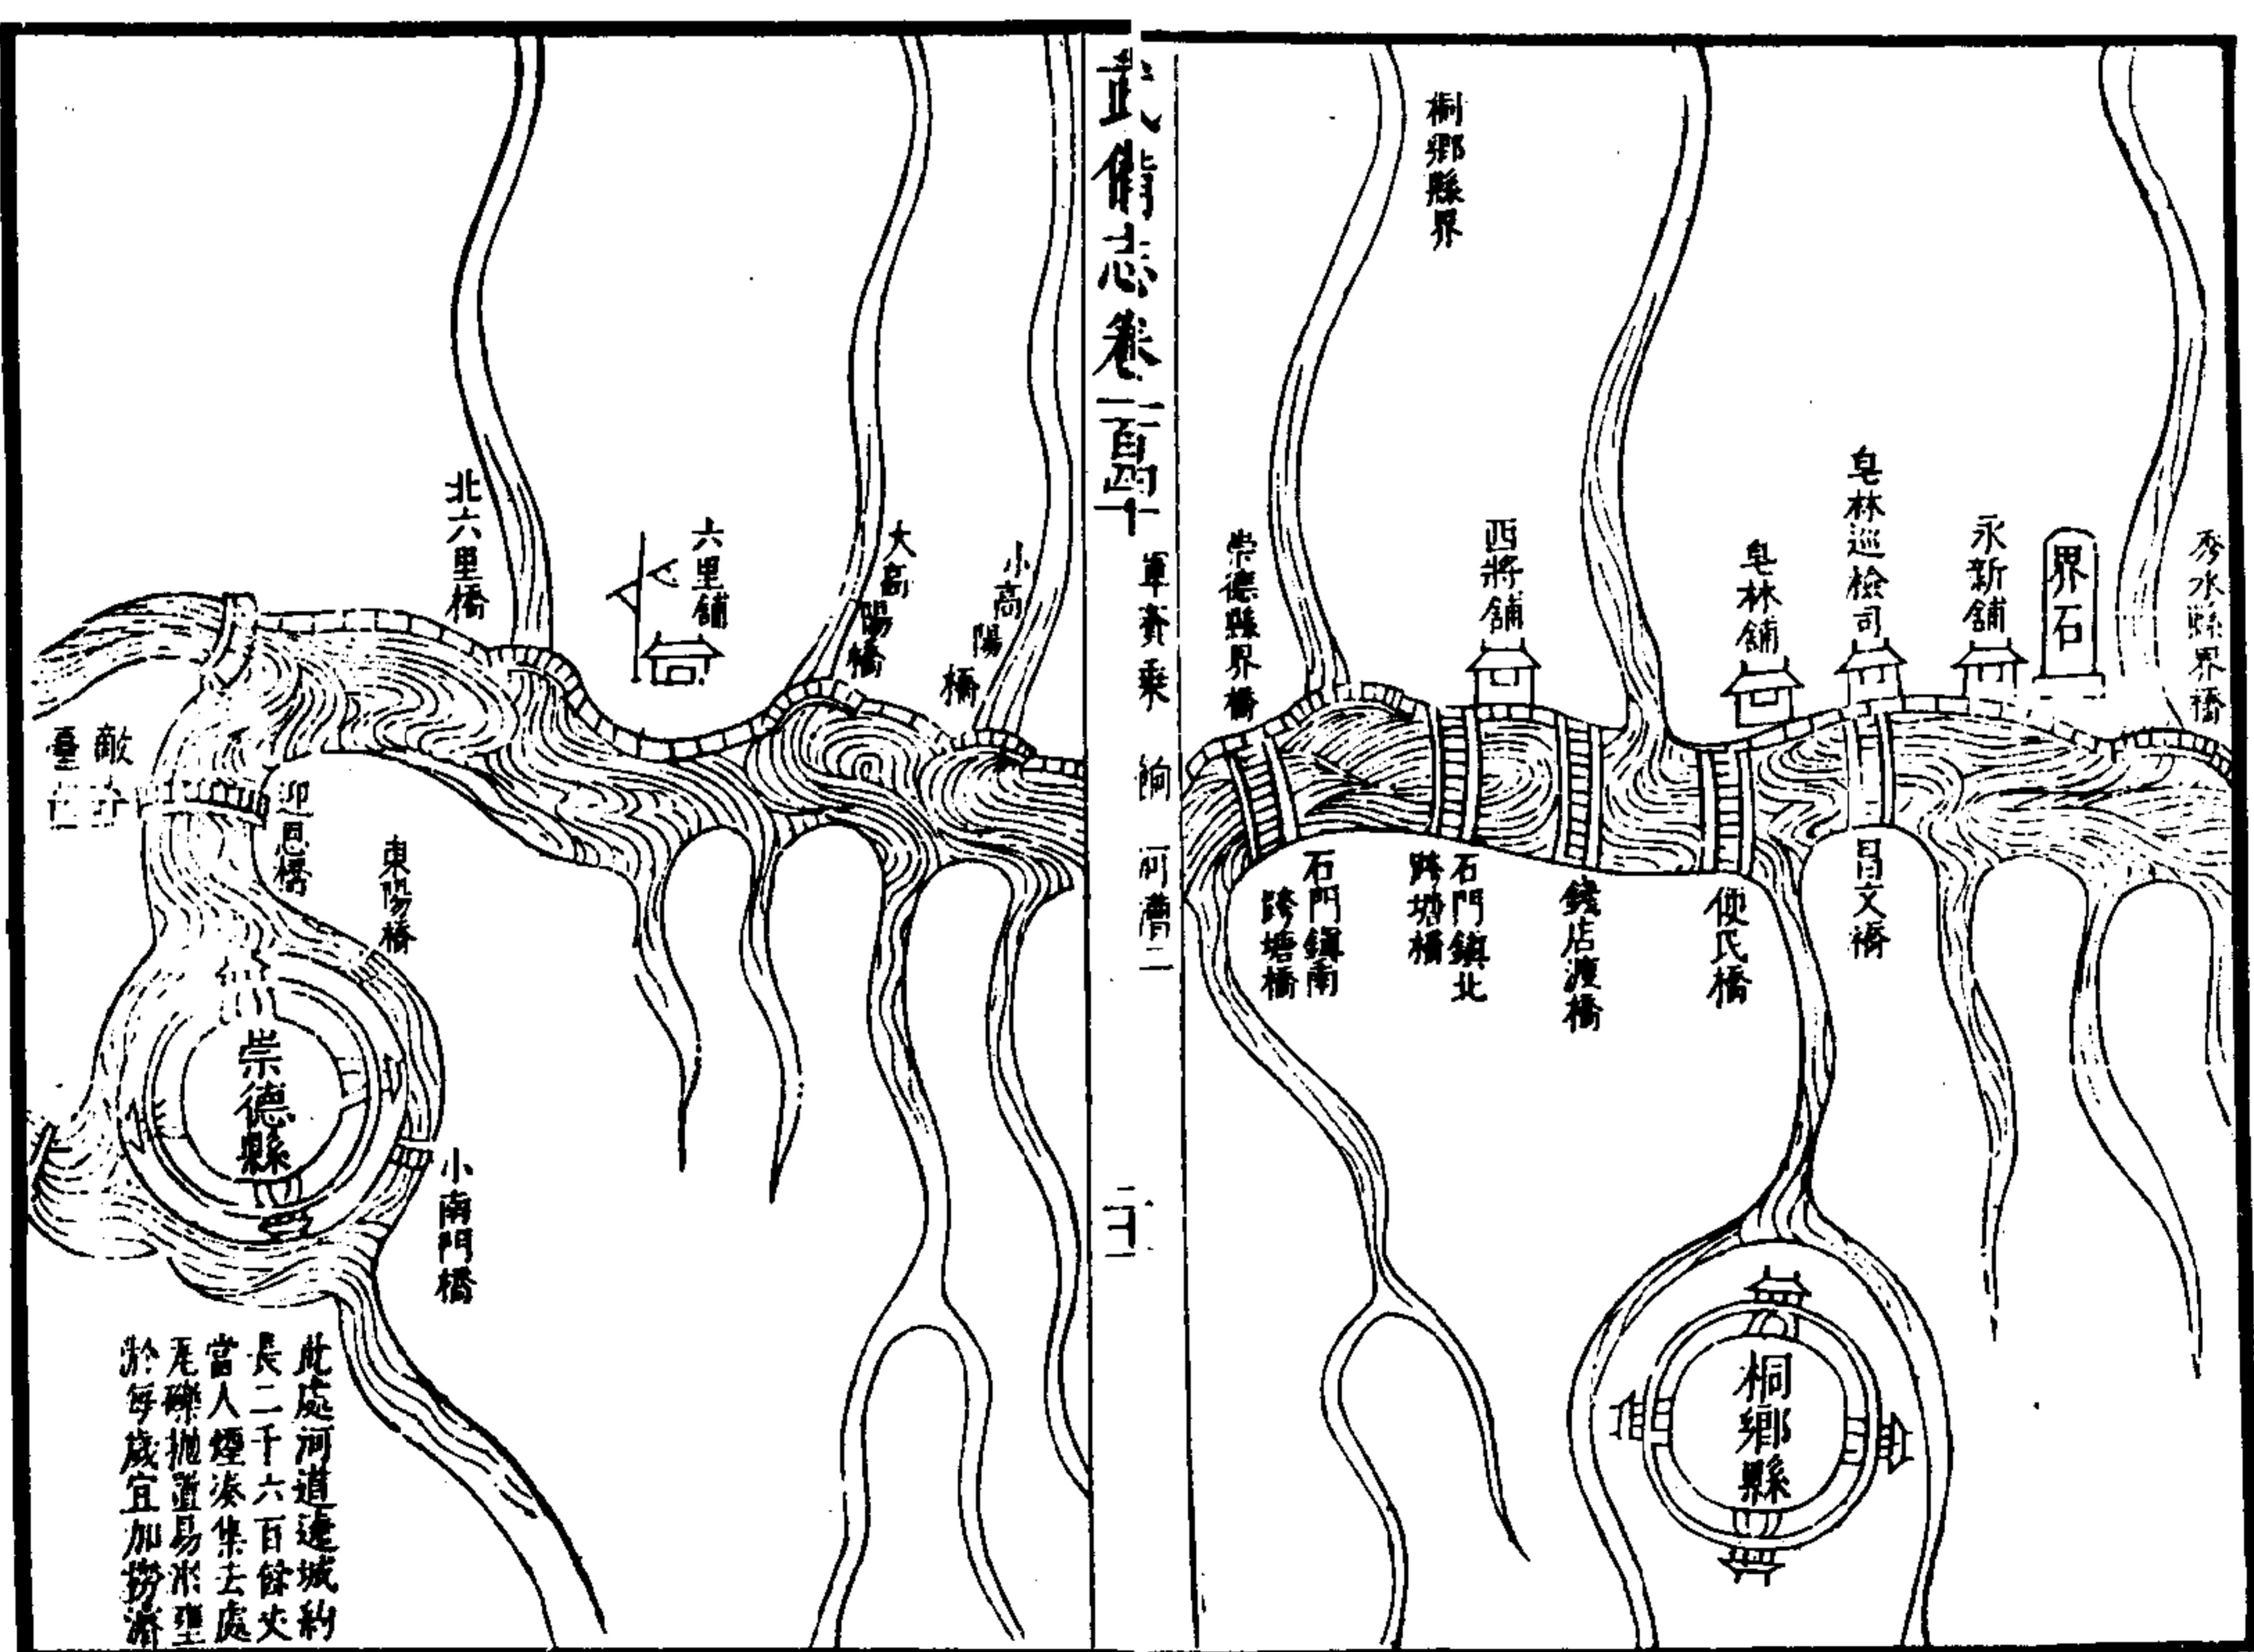 秀水縣界橋
界石
永新舖
皂林巡檢司
皂林舖
西將舖
桐鄉縣界
崇德縣界橋
昌文橋
使氏橋
錢店渡橋
石門鎮北
跨塘橋
石門鎮南
跨塘橋
桐鄉縣
武備志卷一百四十
軍資乘
餉
河漕二
小高陽橋
大高陽橋
六里舖
北六里橋
敵臺
迎恩橋
東陽橋
崇德縣
小南門橋
此處河道遶城約
長二千六百餘丈
當人煙湊集去處
瓦礫拋置易淤壅
於每歲宜加撈濬